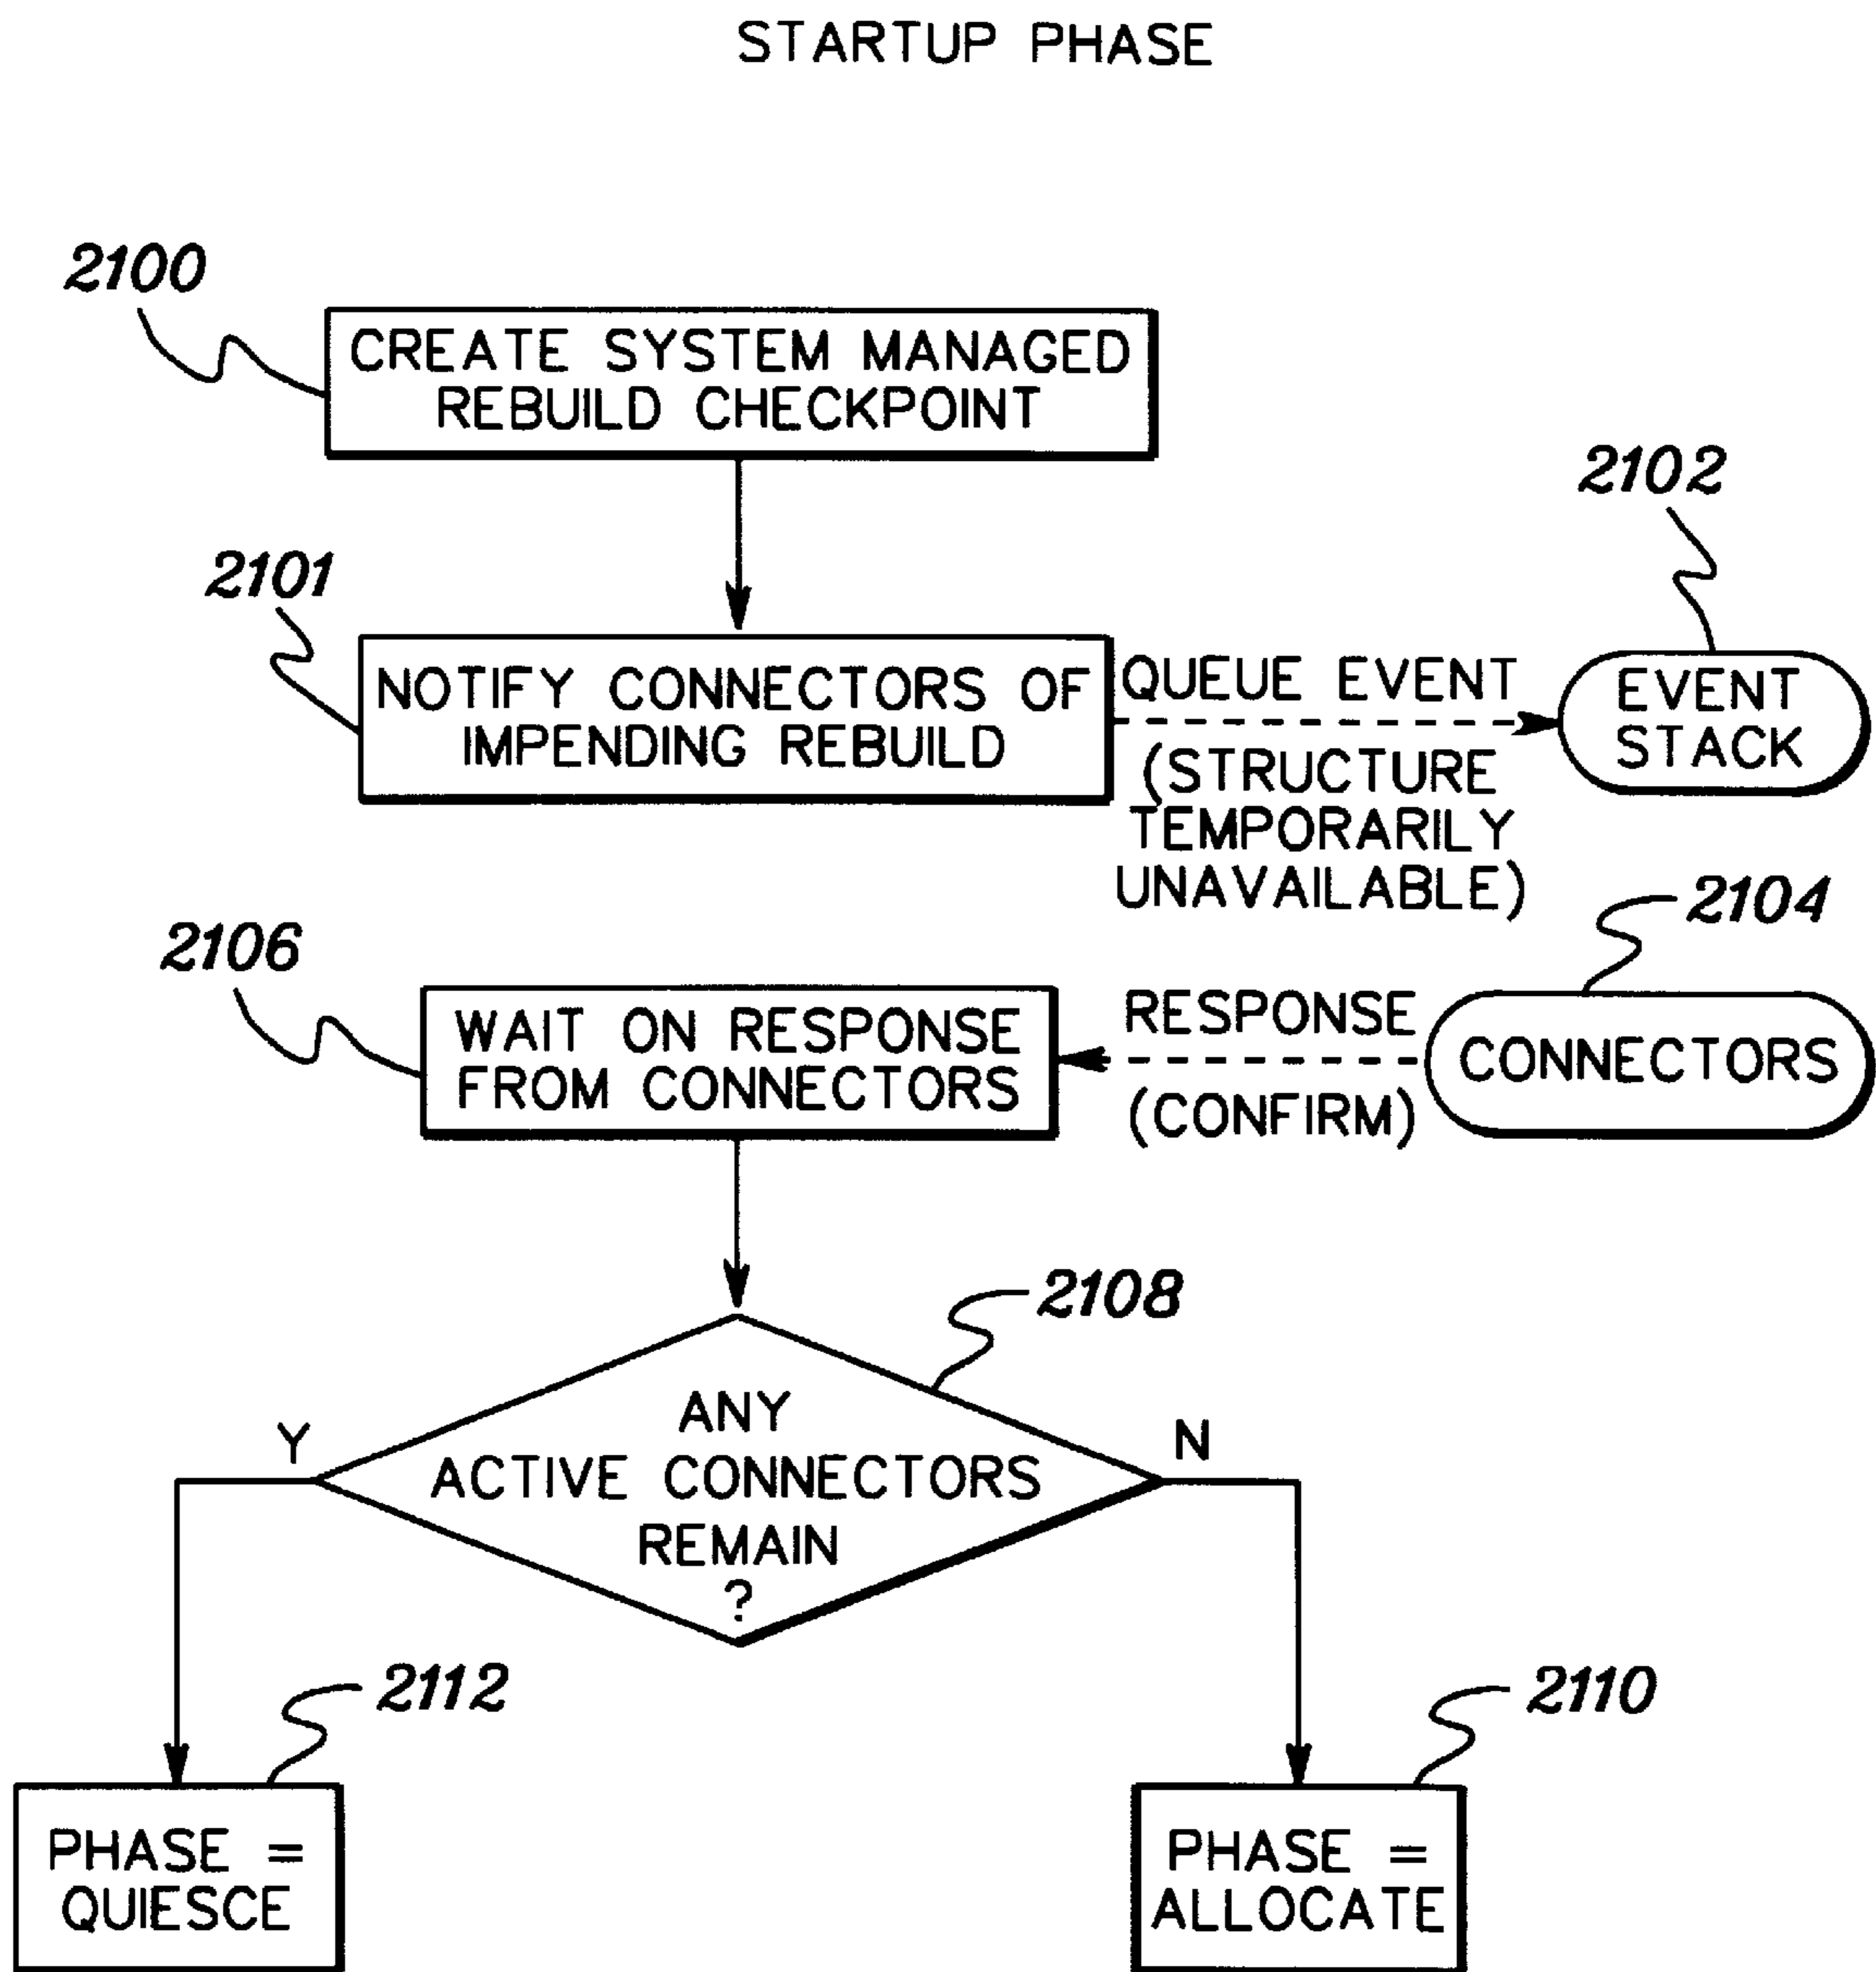 STARTUP PHASE
2100
CREATE SYSTEM MANAGED
REBUILD CHECKPOINT
2102
2101
NOTIFY CONNECTORS OF
IMPENDING REBUILD
QUEUE EVENT
(STRUCTURE
TEMPORARILY
UNAVAILABLE)
EVENT
STACK
2104
2106
WAIT ON RESPONSE
FROM CONNECTORS
RESPONSE
(CONFIRM)
CONNECTORS
2108
ANY
ACTIVE CONNECTORS
REMAIN
?
Y
N
2112
2110
PHASE =
QUIESCE
PHASE =
ALLOCATE